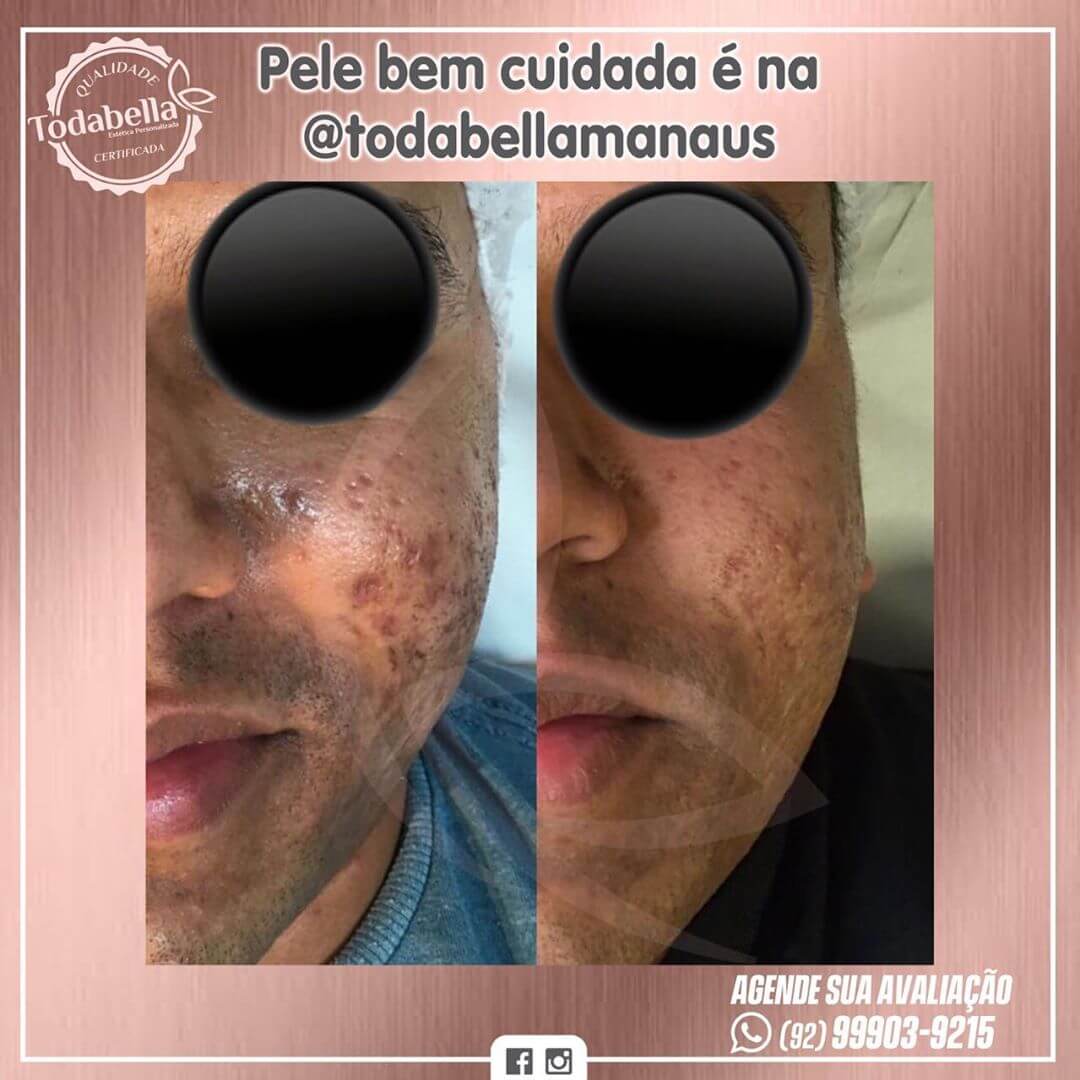 QUALIDADE
Todabella
Estética Personalizada
CERTIFICADA
Pele bem cuidada é na
@todabellamanaus
AGENDE SUA AVALIAÇÃO
(92) 99903-9215